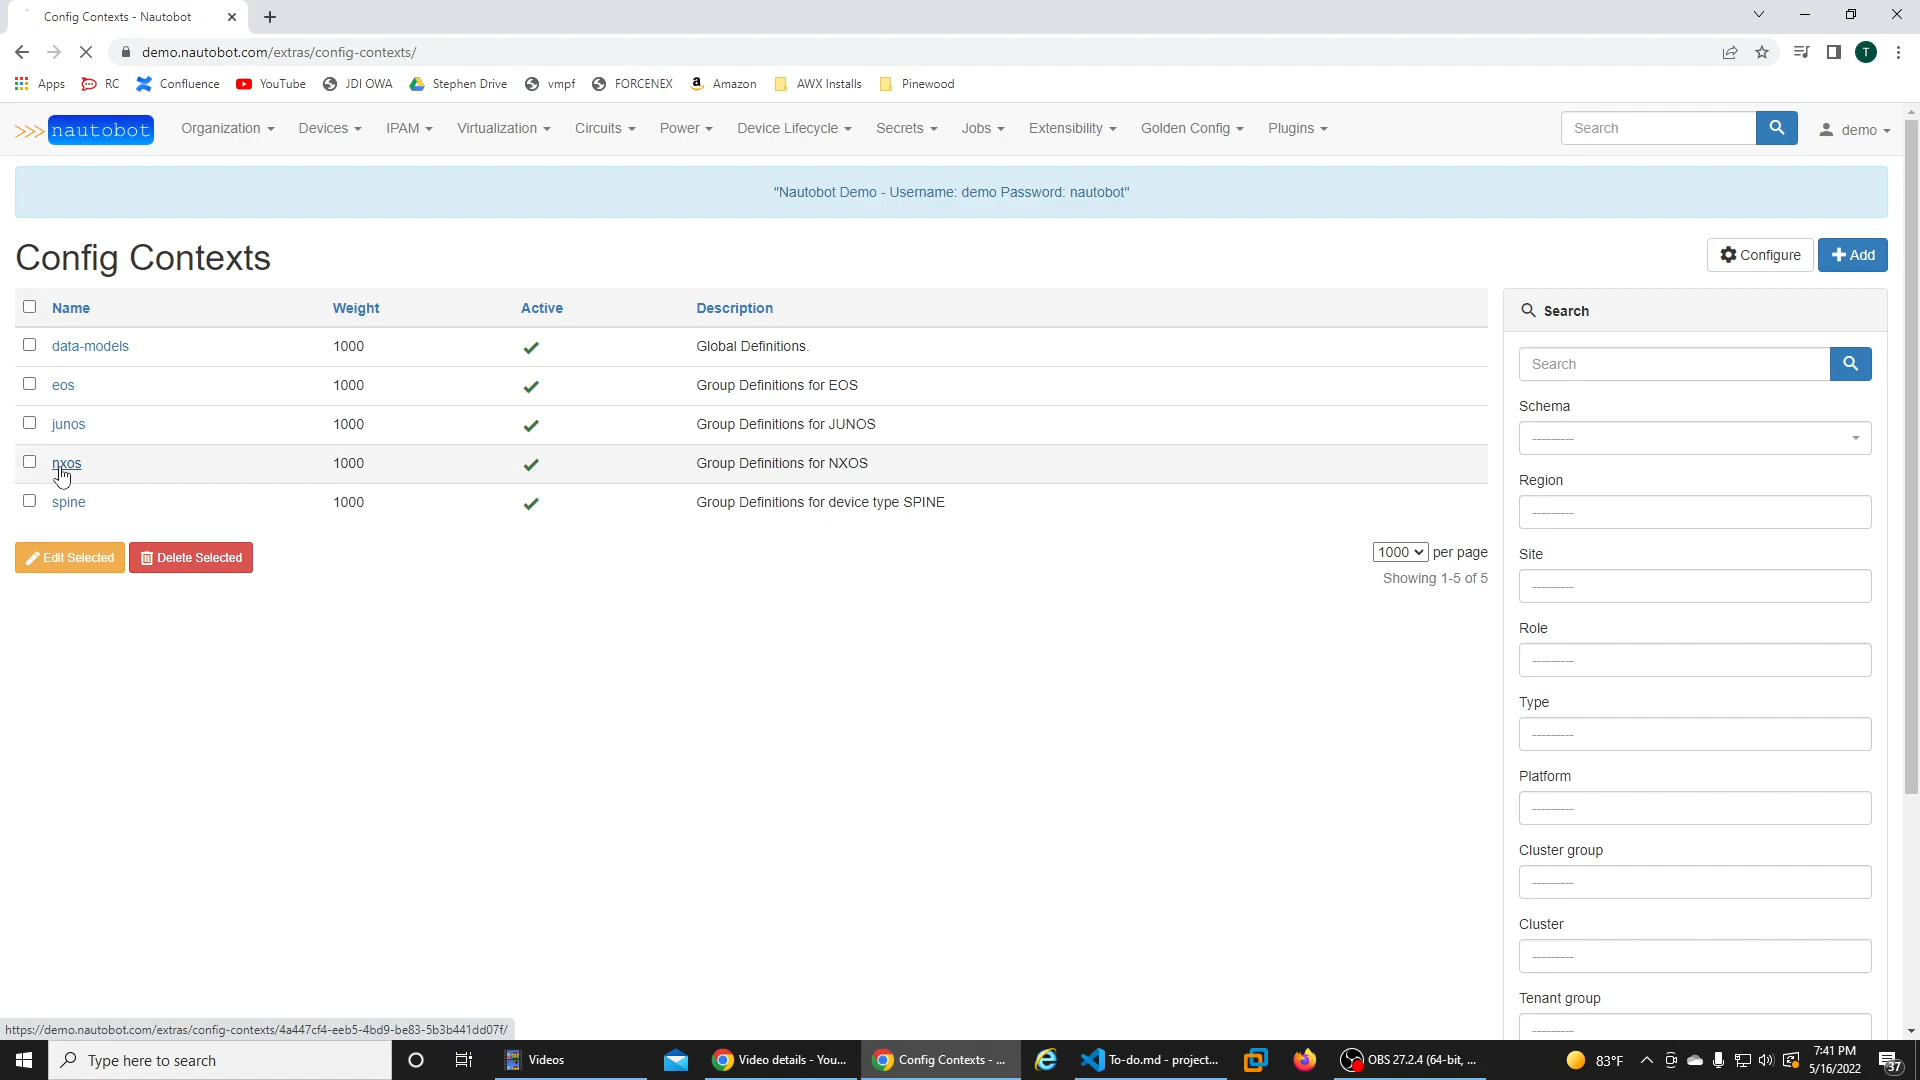 Config Contexts - Nautobot
demo.nautobot.com/extras/config-contexts/
T
Apps RC Confluence YouTube JDI OWA Stephen Drive vmpf FORCENEX Amazon AWX Installs Pinewood
>>> nautobot Organization Devices IPAM Virtualization Circuits Power Device Lifecycle Secrets Jobs Extensibility Golden Config Plugins Search demo
"Nautobot Demo - Username: demo Password: nautobot"
Config Contexts
Configure
Add
Name Weight Active Description
data-models 1000 Global Definitions.
eos 1000 Group Definitions for EOS
junos 1000 Group Definitions for JUNOS
nxos 1000 Group Definitions for NXOS
spine 1000 Group Definitions for device type SPINE
Edit Selected Delete Selected
1000 per page
Showing 1-5 of 5
Search
Search
Schema
---------
Region
---------
Site
---------
Role
---------
Type
---------
Platform
---------
Cluster group
---------
Cluster
---------
Tenant group
---------
https://demo.nautobot.com/extras/config-contexts/4a447cf4-eeb5-4bd9-be83-5b3b441dd07f/
Type here to search
Videos
Video details - You...
Config Contexts - ...
To-do.md - project...
OBS 27.2.4 (64-bit, ...
83°F
7:41 PM
5/16/2022
37